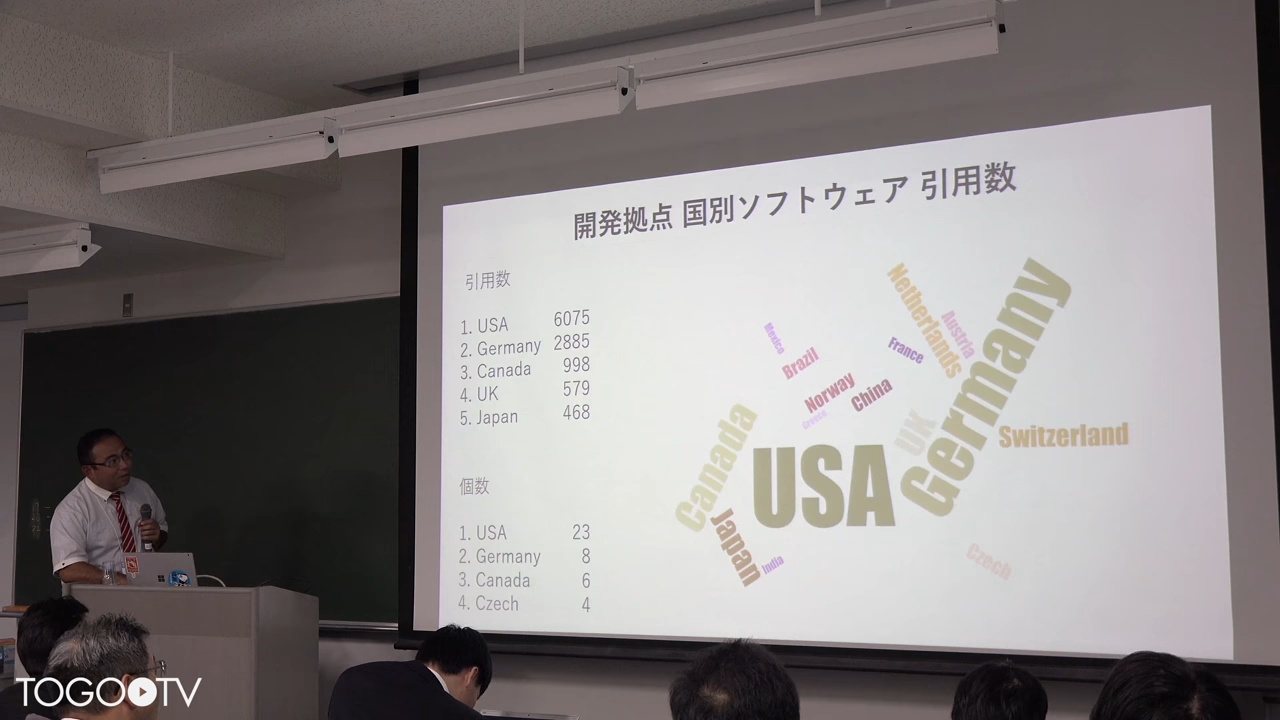 開発拠点 国別ソフトウェア 引用数
引用数
1. USA 6075
2. Germany 2885
3. Canada 998
4. UK 579
5. Japan 468
個数
1. USA 23
2. Germany 8
3. Canada 6
4. Czech 4
Netherlands
Austria
Germany
Mexico
France
Brazil
Norway
China
Greece
UK
Canada
USA
Switzerland
Japan
India
Czech
TOGO TV